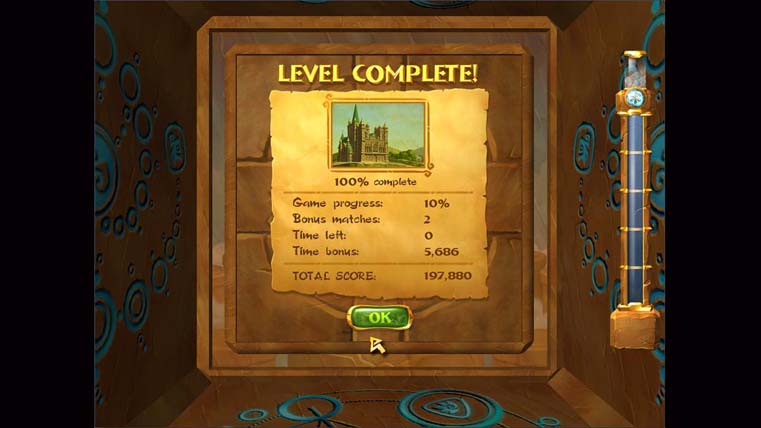 LEVEL COMPLETE!
100% complete
Game progress: 10%
Bonus matches: 2
Time left: 0
Time bonus: 5,686
TOTAL SCORE: 197,880
OK